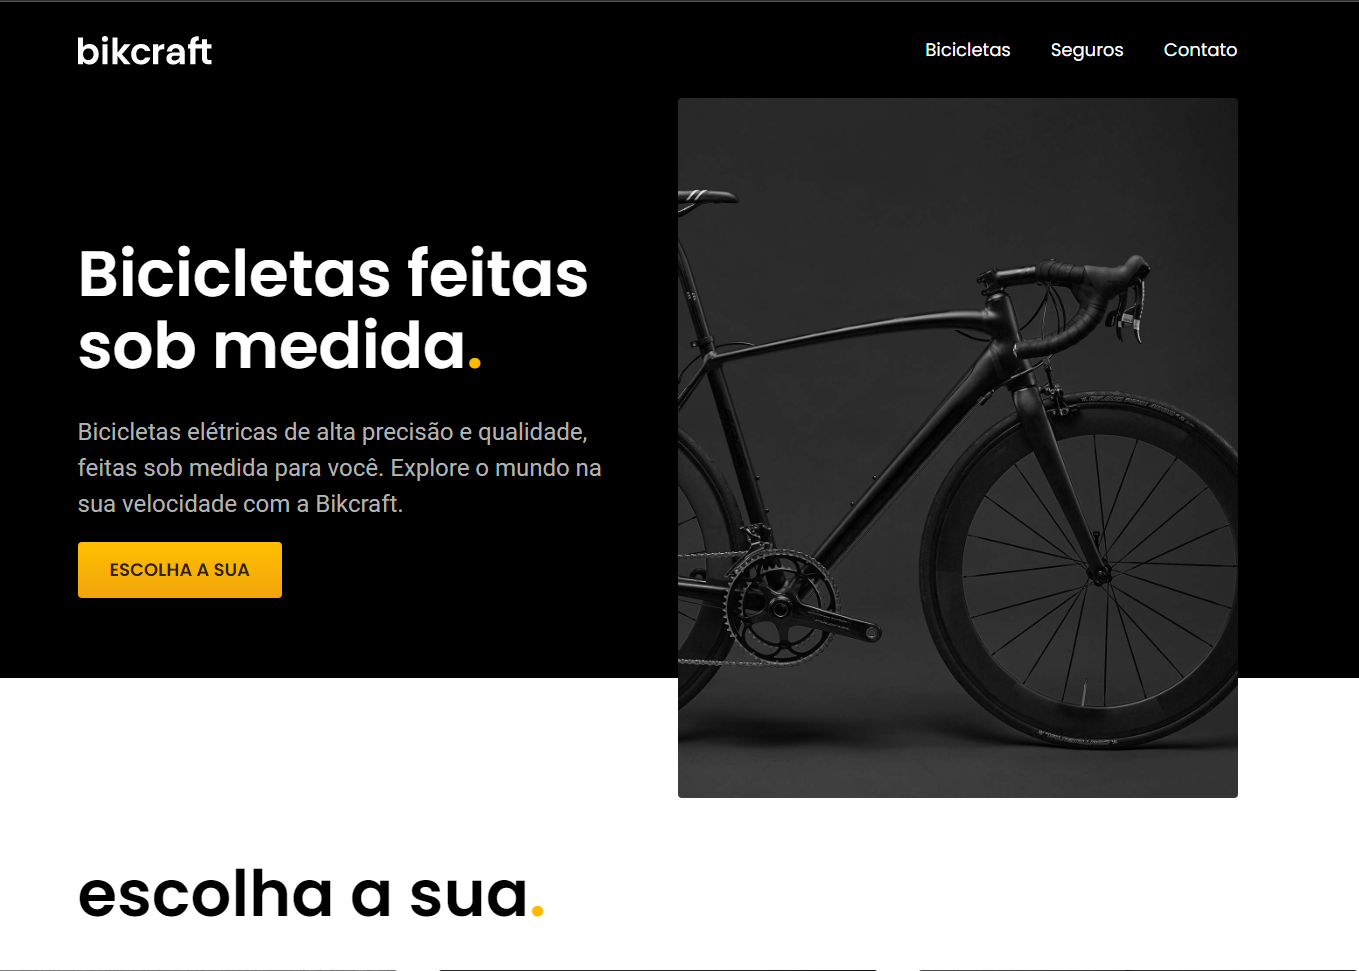 bikcraft
Bicicletas
Seguros
Contato
Bicicletas feitas
sob medida.
Bicicletas elétricas de alta precisão e qualidade,
feitas sob medida para você. Explore o mundo na
sua velocidade com a Bikcraft.
ESCOLHA A SUA
escolha a sua.